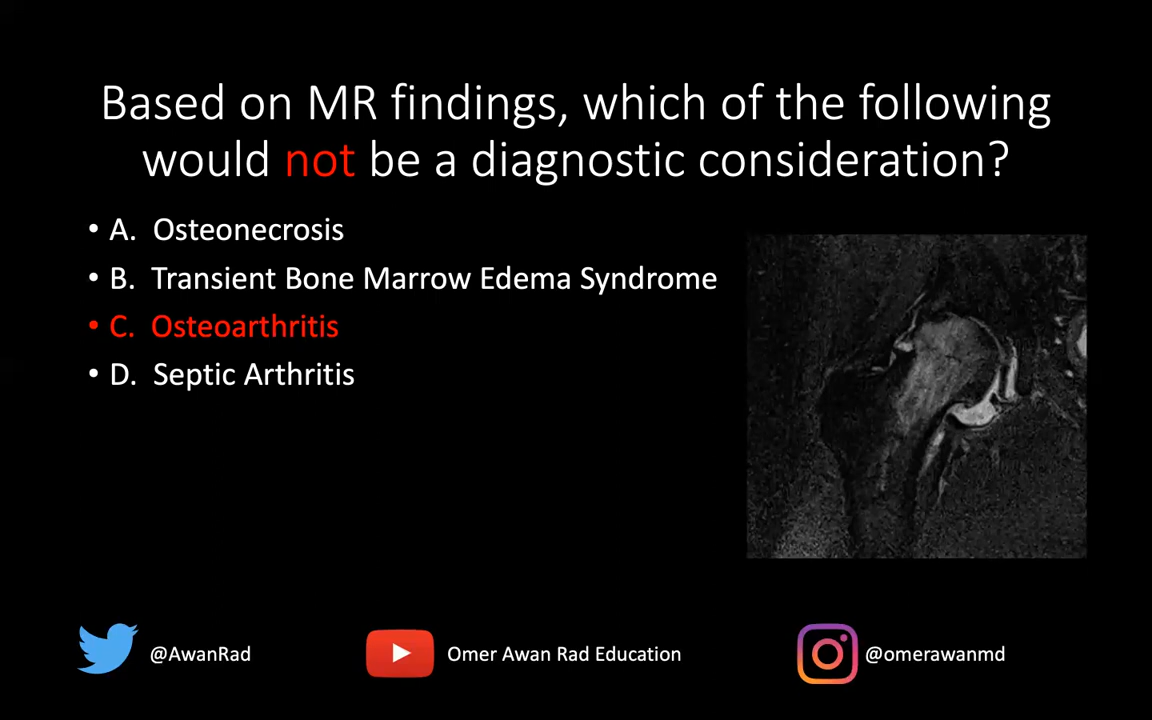 Based on MR findings, which of the following
would not be a diagnostic consideration?
• A. Osteonecrosis
• B. Transient Bone Marrow Edema Syndrome
• C. Osteoarthritis
• D. Septic Arthritis
@AwanRad
Omer Awan Rad Education
@omerawanmd